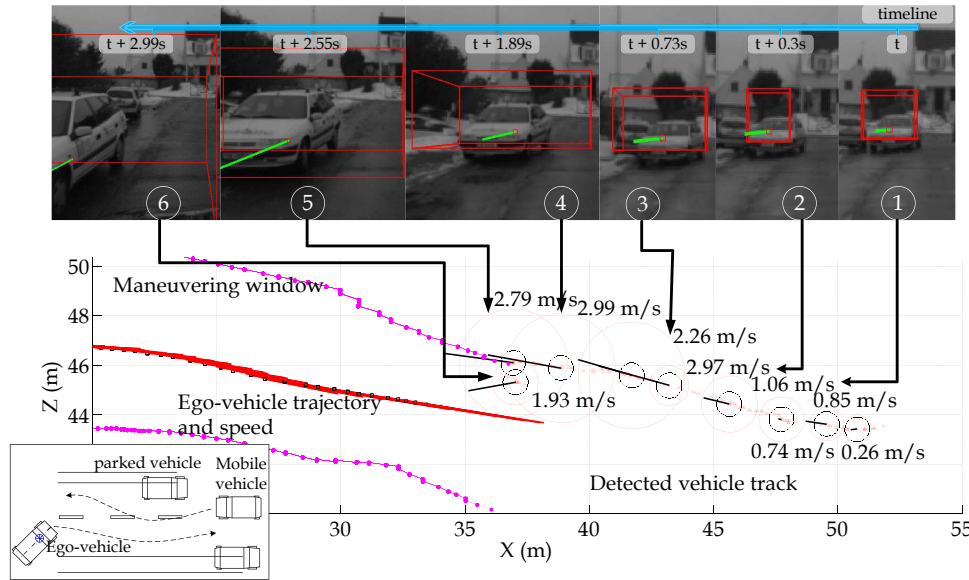 timeline
t + 2.99s
t + 2.55s
t + 1.89s
t + 0.73s
t + 0.3s
t
6
5
4
3
2
1
50
48
46
44
Z (m)
Maneuvering window
2.79 m/s
2.99 m/s
2.26 m/s
2.97 m/s
1.06 m/s
0.85 m/s
1.93 m/s
0.74 m/s
0.26 m/s
Ego-vehicle trajectory
and speed
Detected vehicle track
parked vehicle
Mobile
vehicle
Ego-vehicle
30
35
40
45
50
55
X (m)